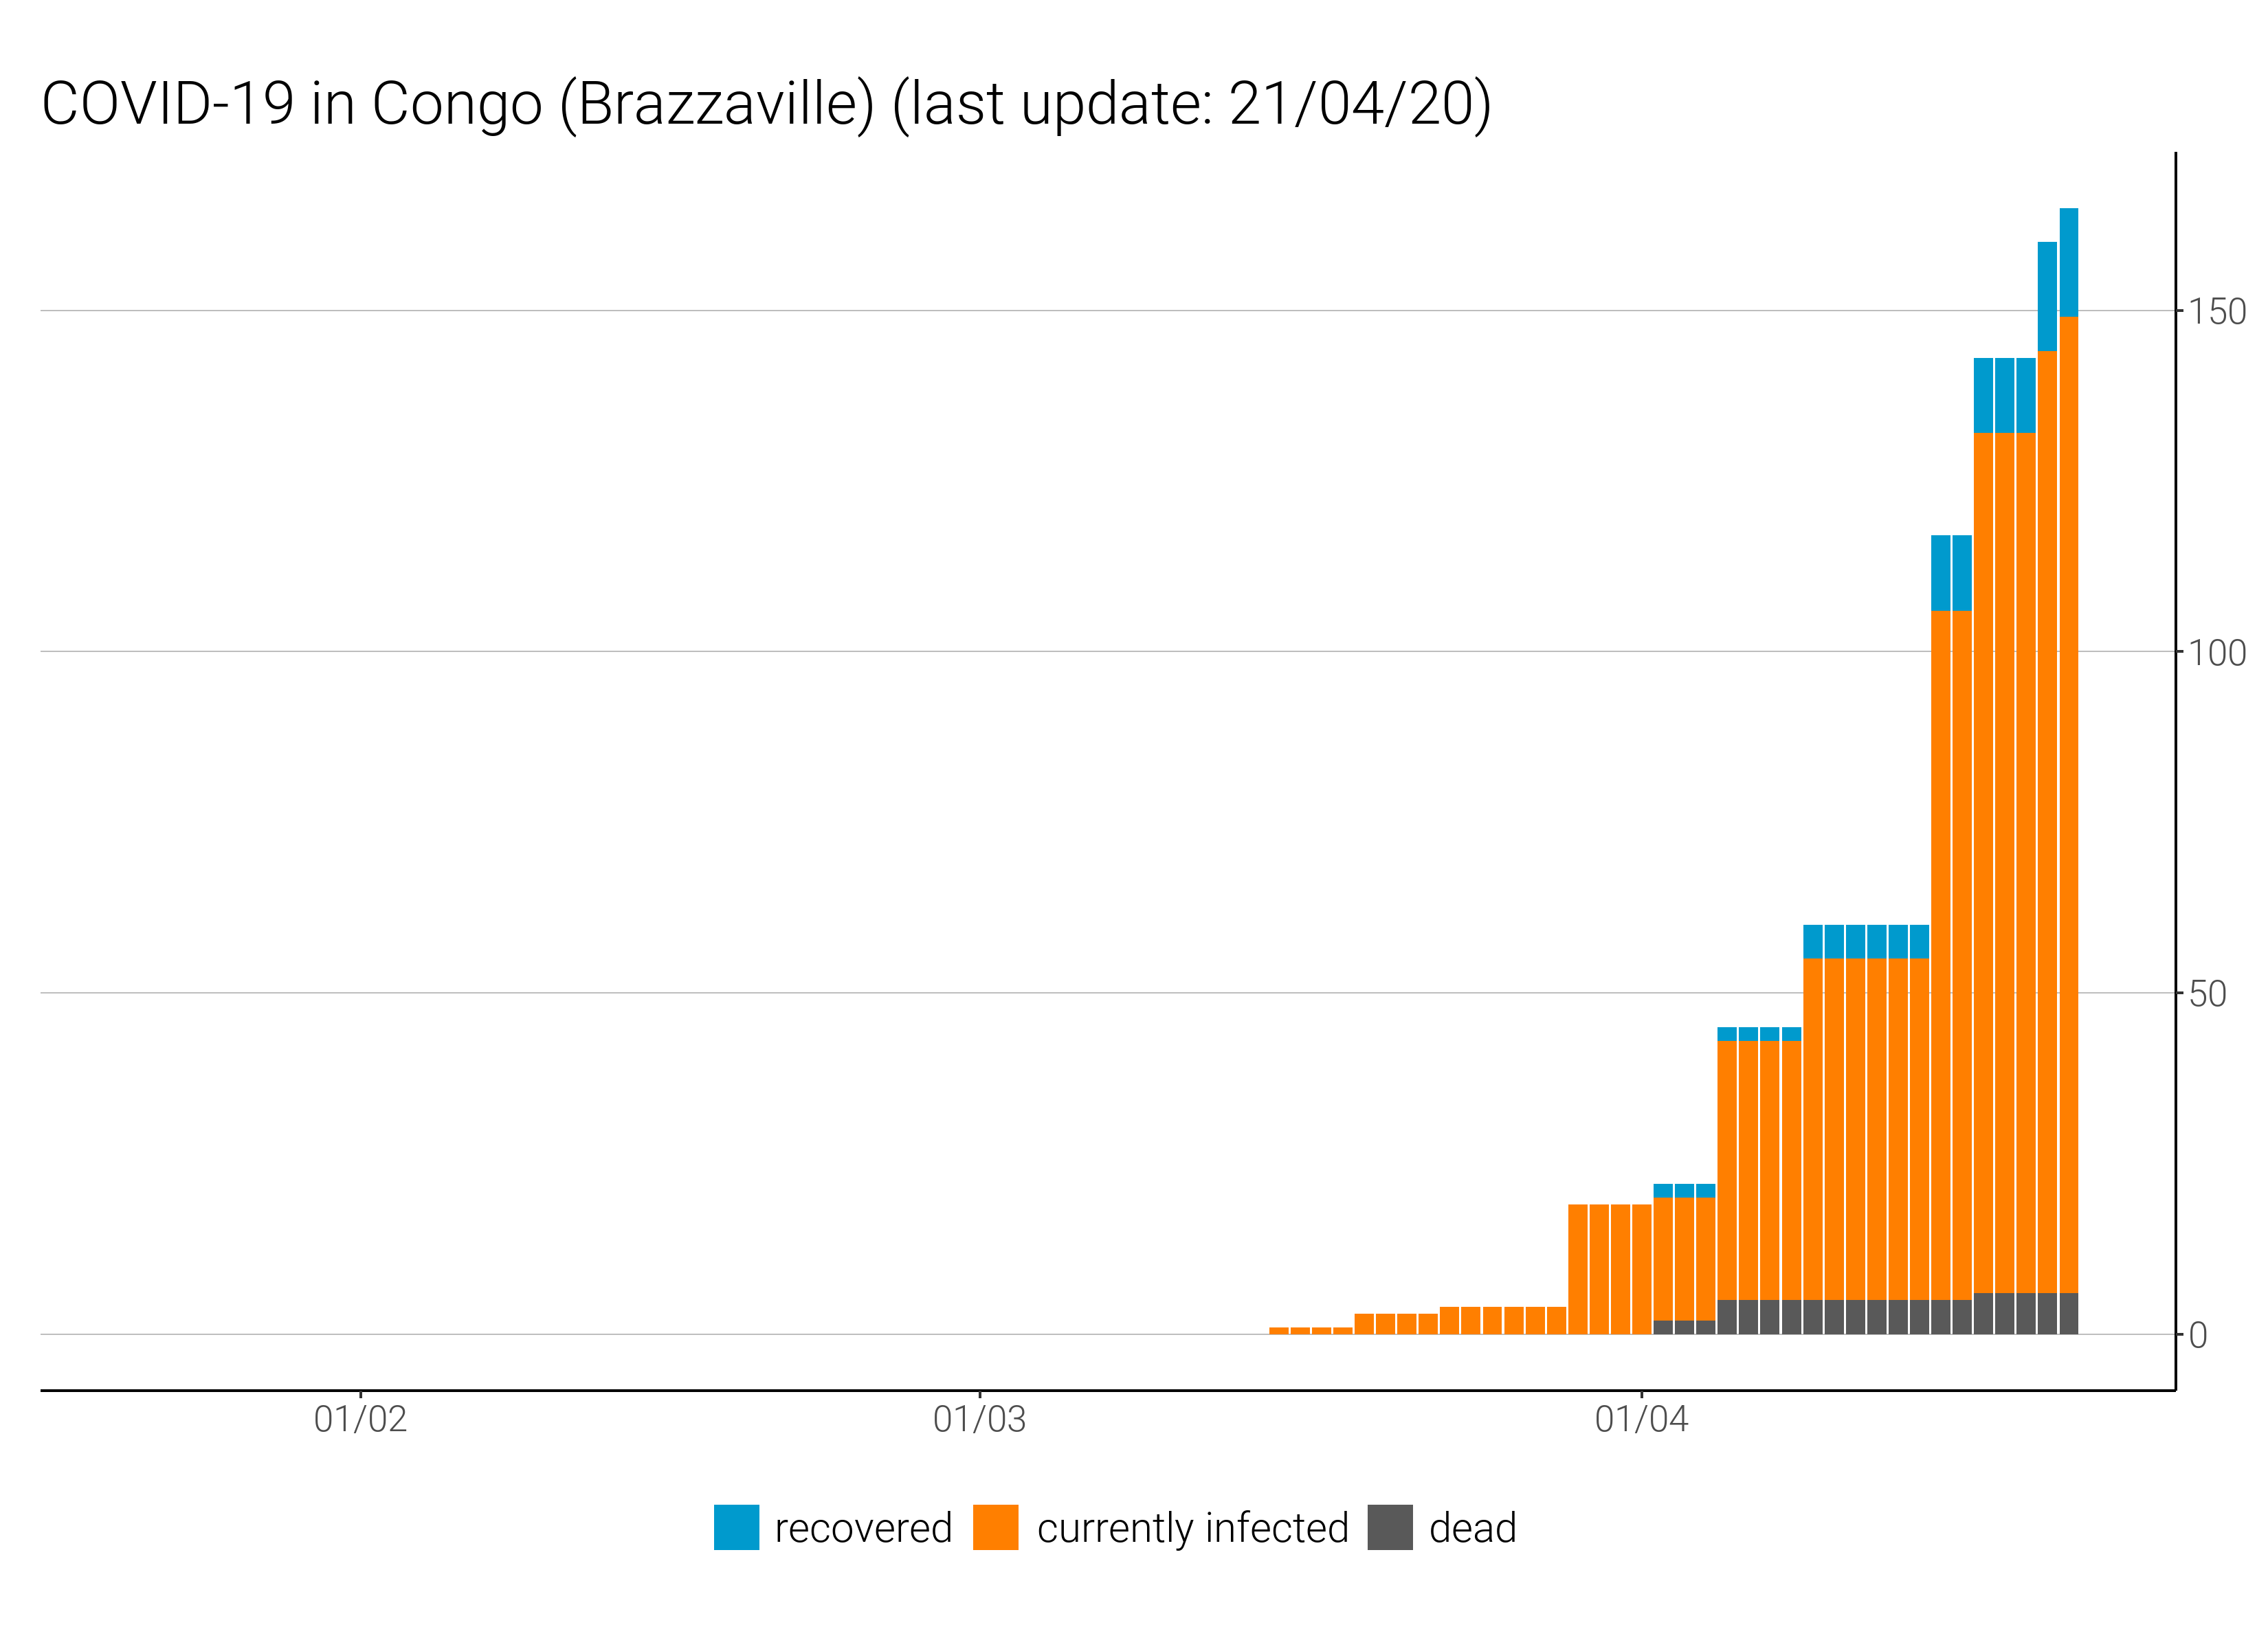 COVID-19 in Congo (Brazzaville) (last update: 21/04/20)
150
100
50
0
01/02 01/03 01/04
recovered currently infected dead